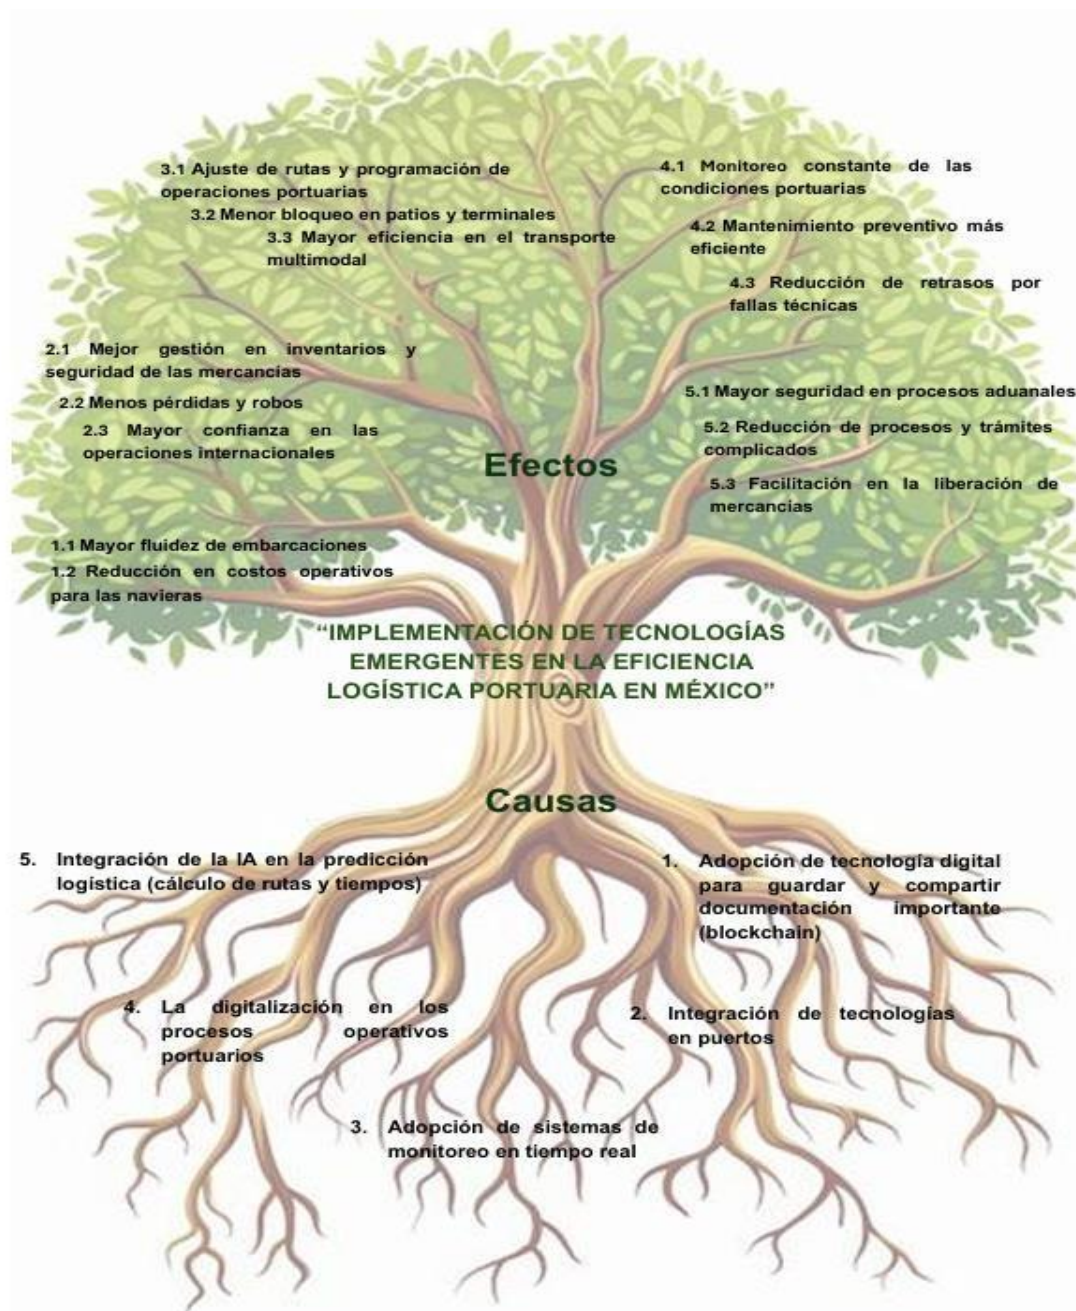 3.1 Ajuste de rutas y programación de
operaciones portuarias
3.2 Menor bloqueo en patios y terminales
3.3 Mayor eficiencia en el transporte
multimodal
4.1 Monitoreo constante de las
condiciones portuarias
4.2 Mantenimiento preventivo más
eficiente
4.3 Reducción de retrasos por
fallas técnicas
2.1 Mejor gestión en inventarios y
seguridad de las mercancías
2.2 Menos pérdidas y robos
2.3 Mayor confianza en las
operaciones internacionales
5.1 Mayor seguridad en procesos aduanales
5.2 Reducción de procesos y trámites
complicados
5.3 Facilitación en la liberación de
mercancías
Efectos
1.1 Mayor fluidez de embarcaciones
1.2 Reducción en costos operativos
para las navieras
“IMPLEMENTACIÓN DE TECNOLOGÍAS
EMERGENTES EN LA EFICIENCIA
LOGÍSTICA PORTUARIA EN MÉXICO”
Causas
5. Integración de la IA en la predicción
logística (cálculo de rutas y tiempos)
1. Adopción de tecnología digital
para guardar y compartir
documentación importante
(blockchain)
4. La digitalización en los
procesos operativos
portuarios
2. Integración de tecnologías
en puertos
3. Adopción de sistemas de
monitoreo en tiempo real